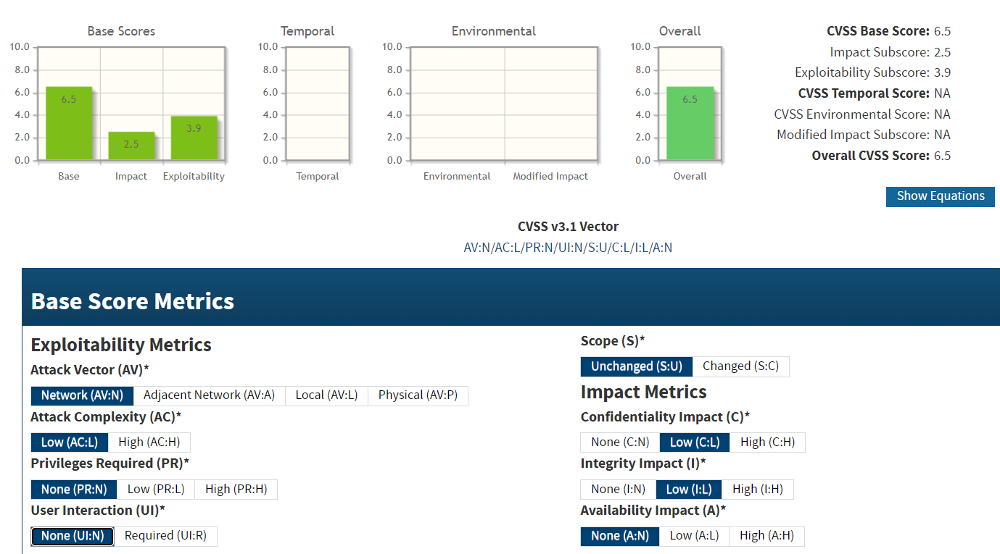 Base Scores
10.0
8.0
6.0
4.0
2.0
0.0
6.5
2.5
3.9
Base Impact Exploitability
Temporal
10.0
8.0
6.0
4.0
2.0
0.0
Temporal
Environmental
10.0
8.0
6.0
4.0
2.0
0.0
Environmental Modified Impact
Overall
10.0
8.0
6.0
4.0
2.0
0.0
6.5
Overall
CVSS Base Score: 6.5
Impact Subscore: 2.5
Exploitability Subscore: 3.9
CVSS Temporal Score: NA
CVSS Environmental Score: NA
Modified Impact Subscore: NA
Overall CVSS Score: 6.5
Show Equations
CVSS v3.1 Vector
AV:N/AC:L/PR:N/UI:N/S:U/C:L/I:L/A:N
Base Score Metrics
Exploitability Metrics
Attack Vector (AV)*
Network (AV:N) Adjacent Network (AV:A) Local (AV:L) Physical (AV:P)
Attack Complexity (AC)*
Low (AC:L) High (AC:H)
Privileges Required (PR)*
None (PR:N) Low (PR:L) High (PR:H)
User Interaction (UI)*
None (UI:N) Required (UI:R)
Scope (S)*
Unchanged (S:U) Changed (S:C)
Impact Metrics
Confidentiality Impact (C)*
None (C:N) Low (C:L) High (C:H)
Integrity Impact (I)*
None (I:N) Low (I:L) High (I:H)
Availability Impact (A)*
None (A:N) Low (A:L) High (A:H)